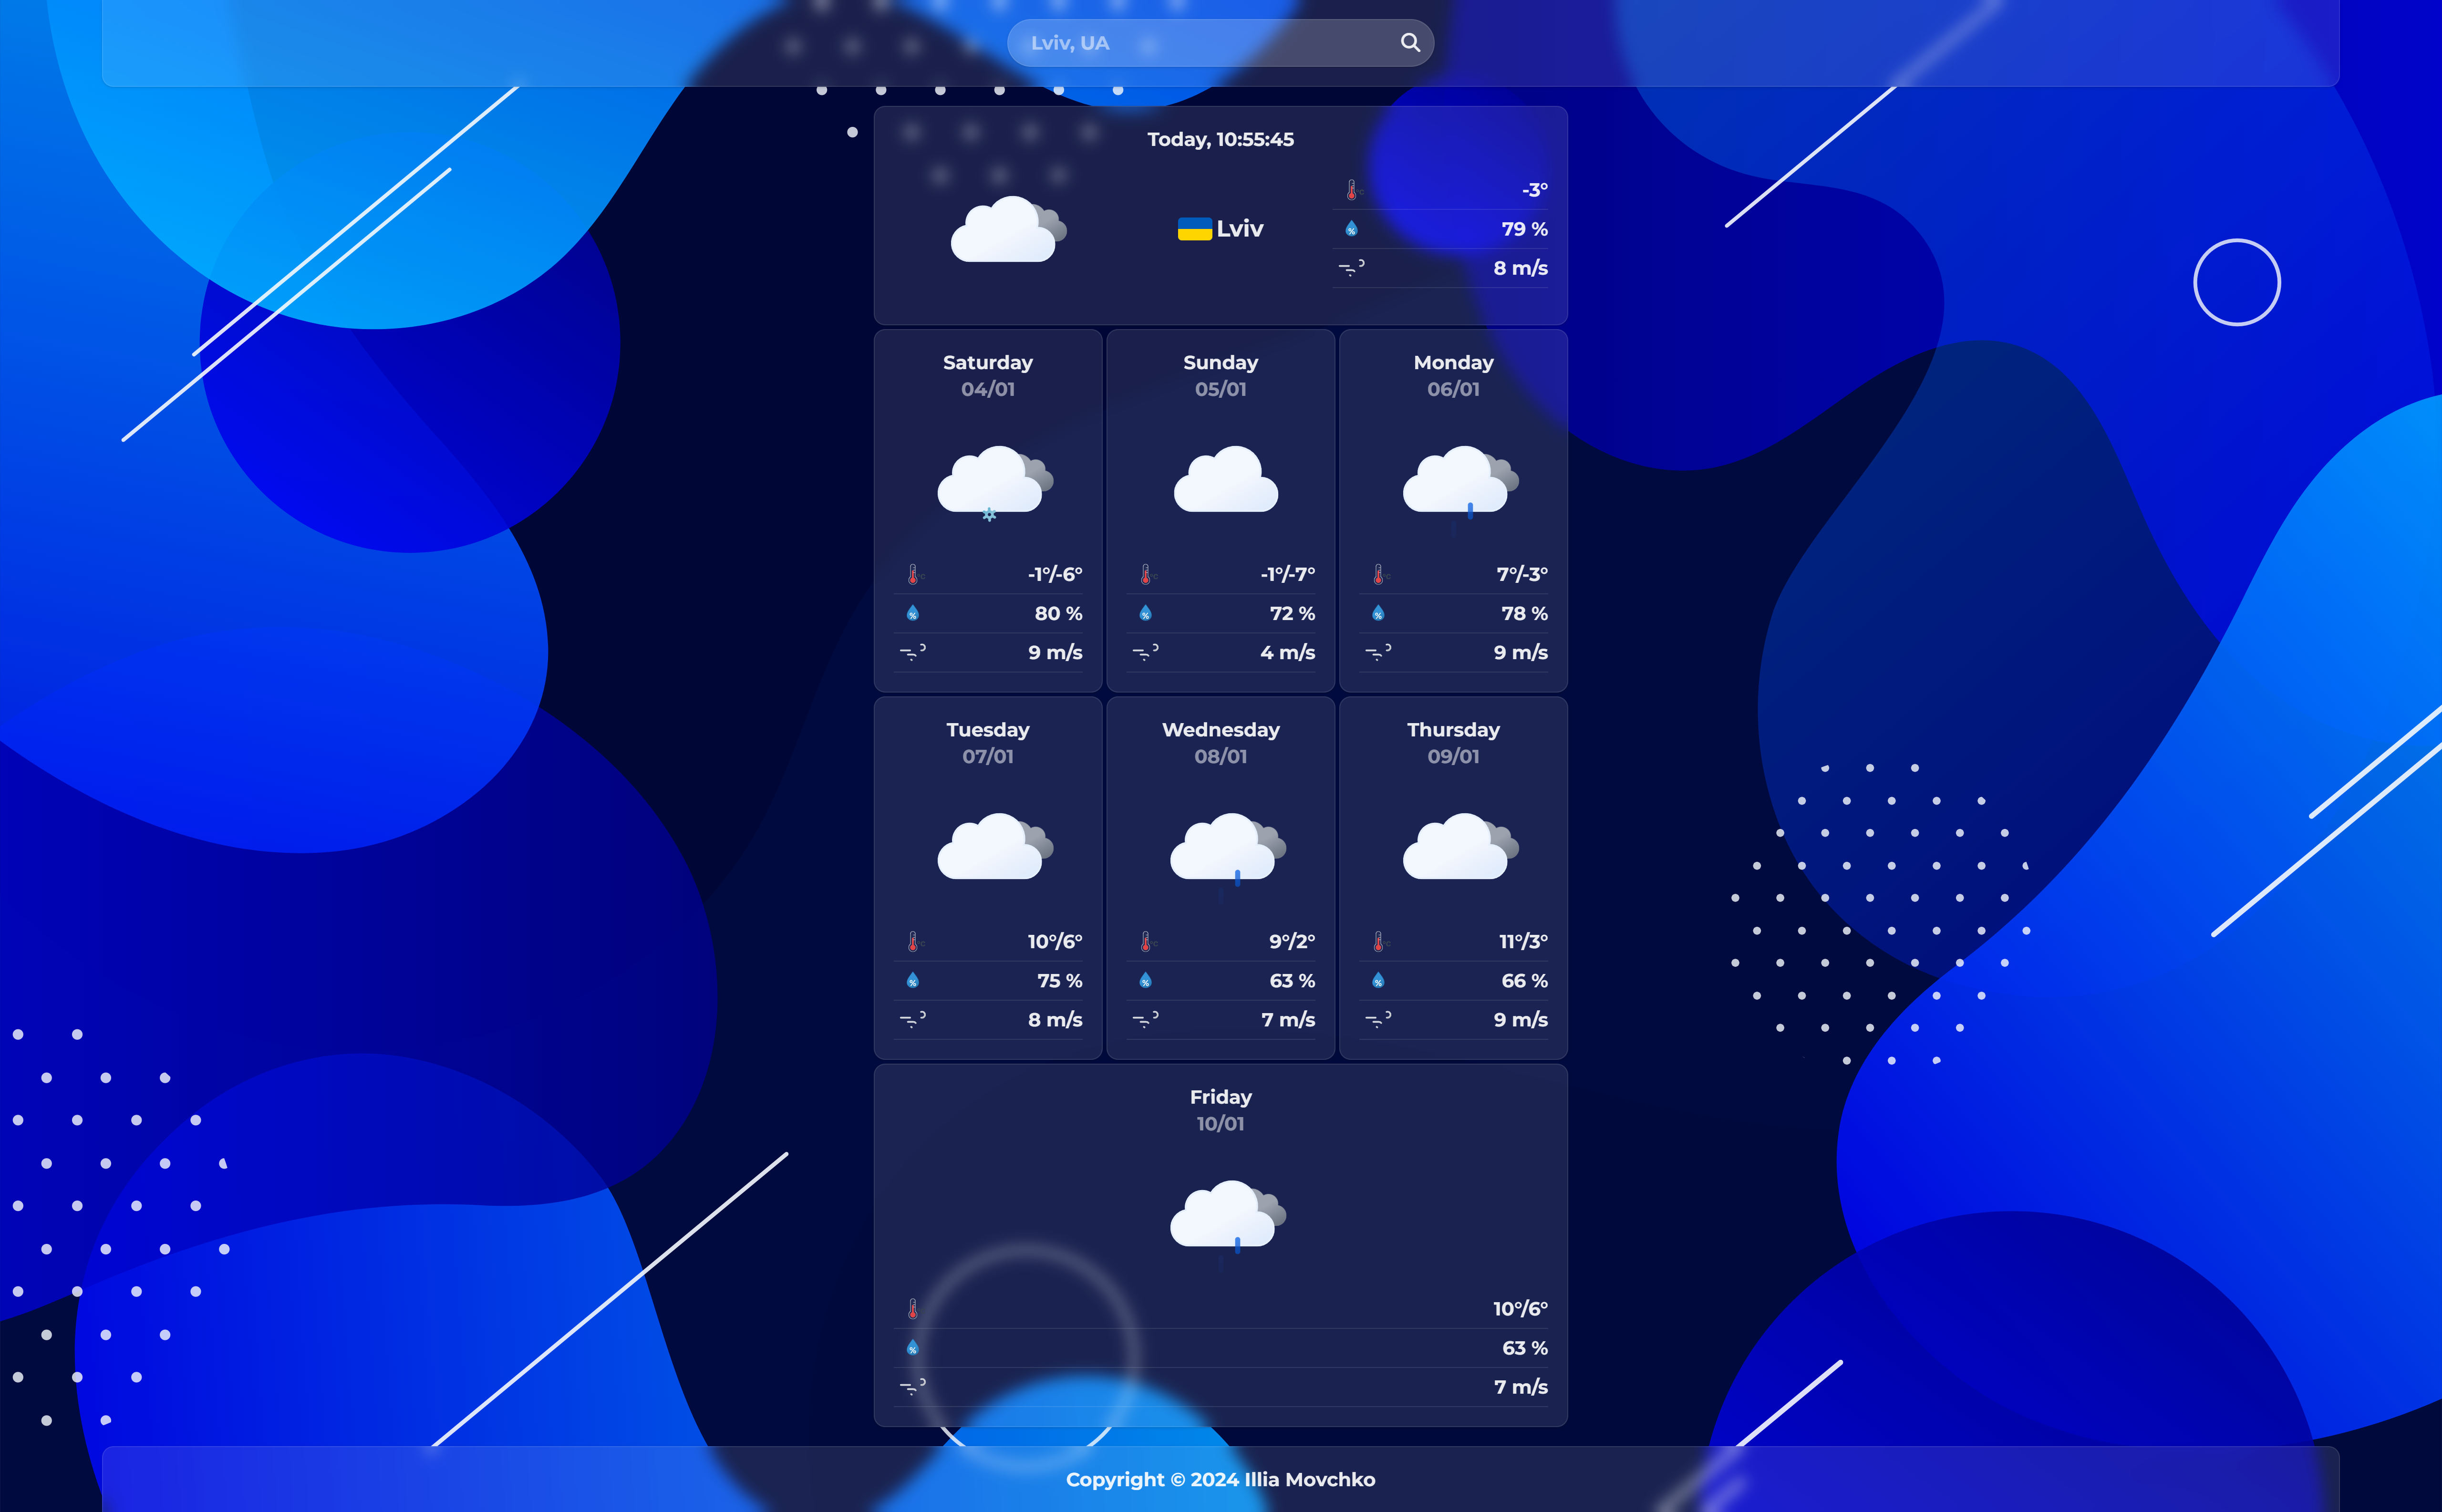 Lviv, UA
Today, 10:55:45
Lviv
-3°
79 %
8 m/s
Saturday
04/01
-1°/-6°
80 %
9 m/s
Sunday
05/01
-1°/-7°
72 %
4 m/s
Monday
06/01
7°/-3°
78 %
9 m/s
Tuesday
07/01
10°/6°
75 %
8 m/s
Wednesday
08/01
9°/2°
63 %
7 m/s
Thursday
09/01
11°/3°
66 %
9 m/s
Friday
10/01
10°/6°
63 %
7 m/s
Copyright © 2024 Illia Movchko